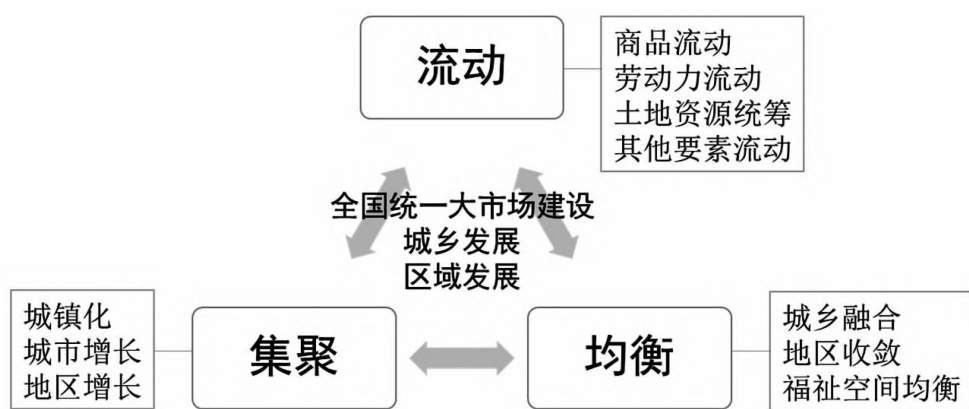 流动
商品流动
劳动力流动
土地资源统筹
其他要素流动
全国统一大市场建设
城乡发展
区域发展
城镇化
城市增长
地区增长
集聚
均衡
城乡融合
地区收敛
福祉空间均衡